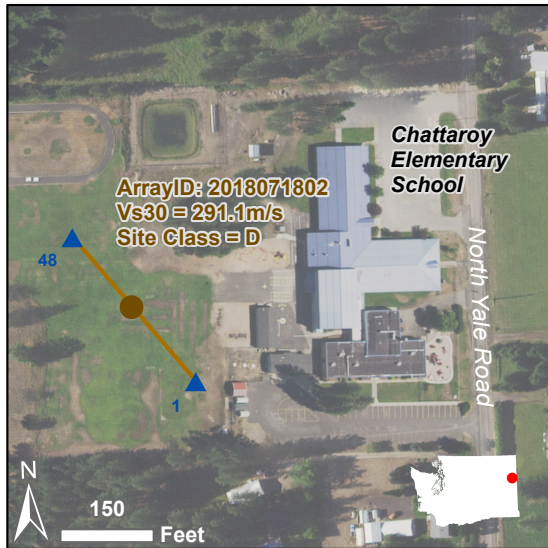 Chattaroy
Elementary
School
ArrayID: 2018071802
Vs30 = 291.1m/s
Site Class = D
48
1
North Yale Road
N
150
Feet